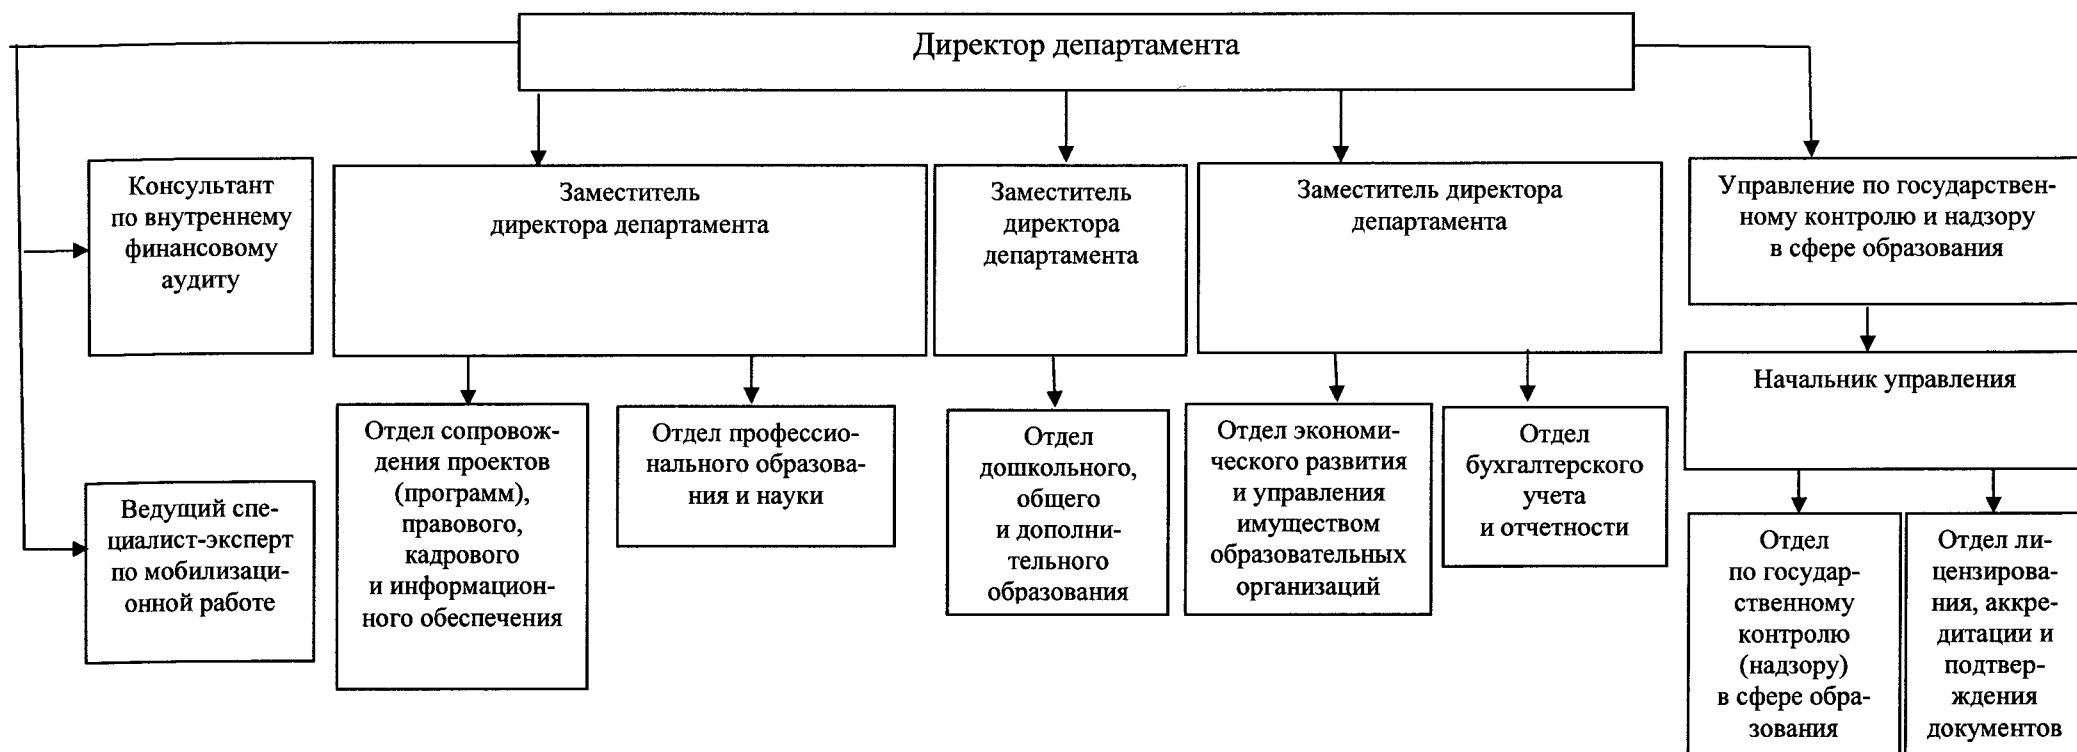 Директор департамента
Консультант
по внутреннему
финансовому
аудиту
Заместитель
директора департамента
Заместитель
директора
департамента
Заместитель директора
департамента
Управление по государствен-
ному контролю и надзору
в сфере образования
Начальник управления
Ведущий спе-
циалист-эксперт
по мобилизаци-
онной работе
Отдел сопровож-
дения проектов
(программ),
правового,
кадрового
и информацион-
ного обеспечения
Отдел профессио-
нального образова-
ния и науки
Отдел
дошкольного,
общего
и дополни-
тельного
образования
Отдел экономи-
ческого развития
и управления
имуществом
образовательных
организаций
Отдел
бухгалтерского
учета
и отчетности
Отдел
по государ-
ственному
контролю
(надзору)
в сфере обра-
зования
Отдел ли-
цензирова-
ния, аккре-
дитации и
подтвер-
ждения
документов